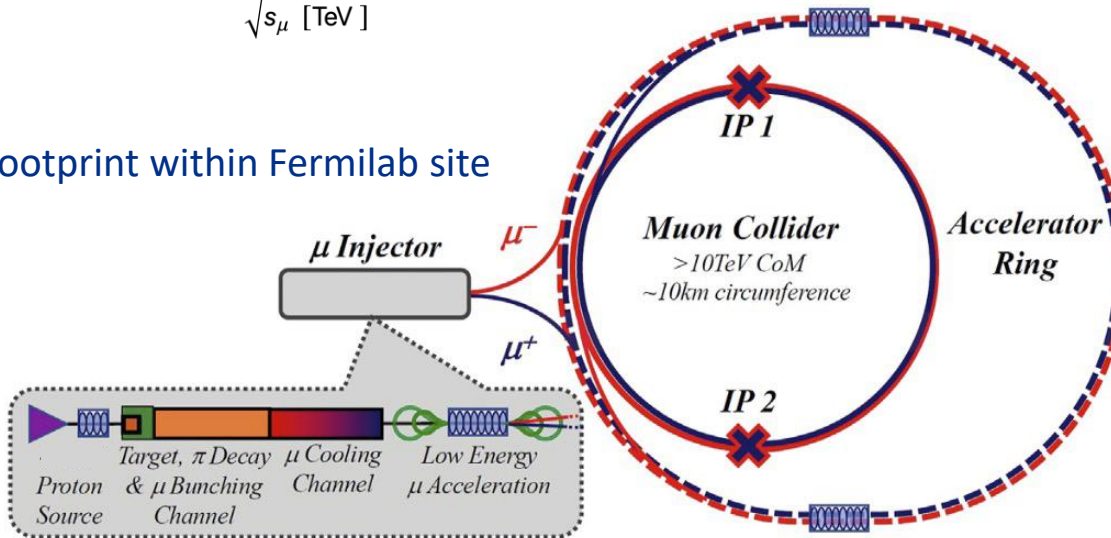 √sμ [TeV]
ootprint within Fermilab site
IP 1
μ Injector
μ⁻
Muon Collider
>10TeV CoM
~10km circumference
Accelerator
Ring
μ⁺
IP 2
Proton
Source
Target, π Decay
& μ Bunching
Channel
μ Cooling
Channel
Low Energy
μ Acceleration